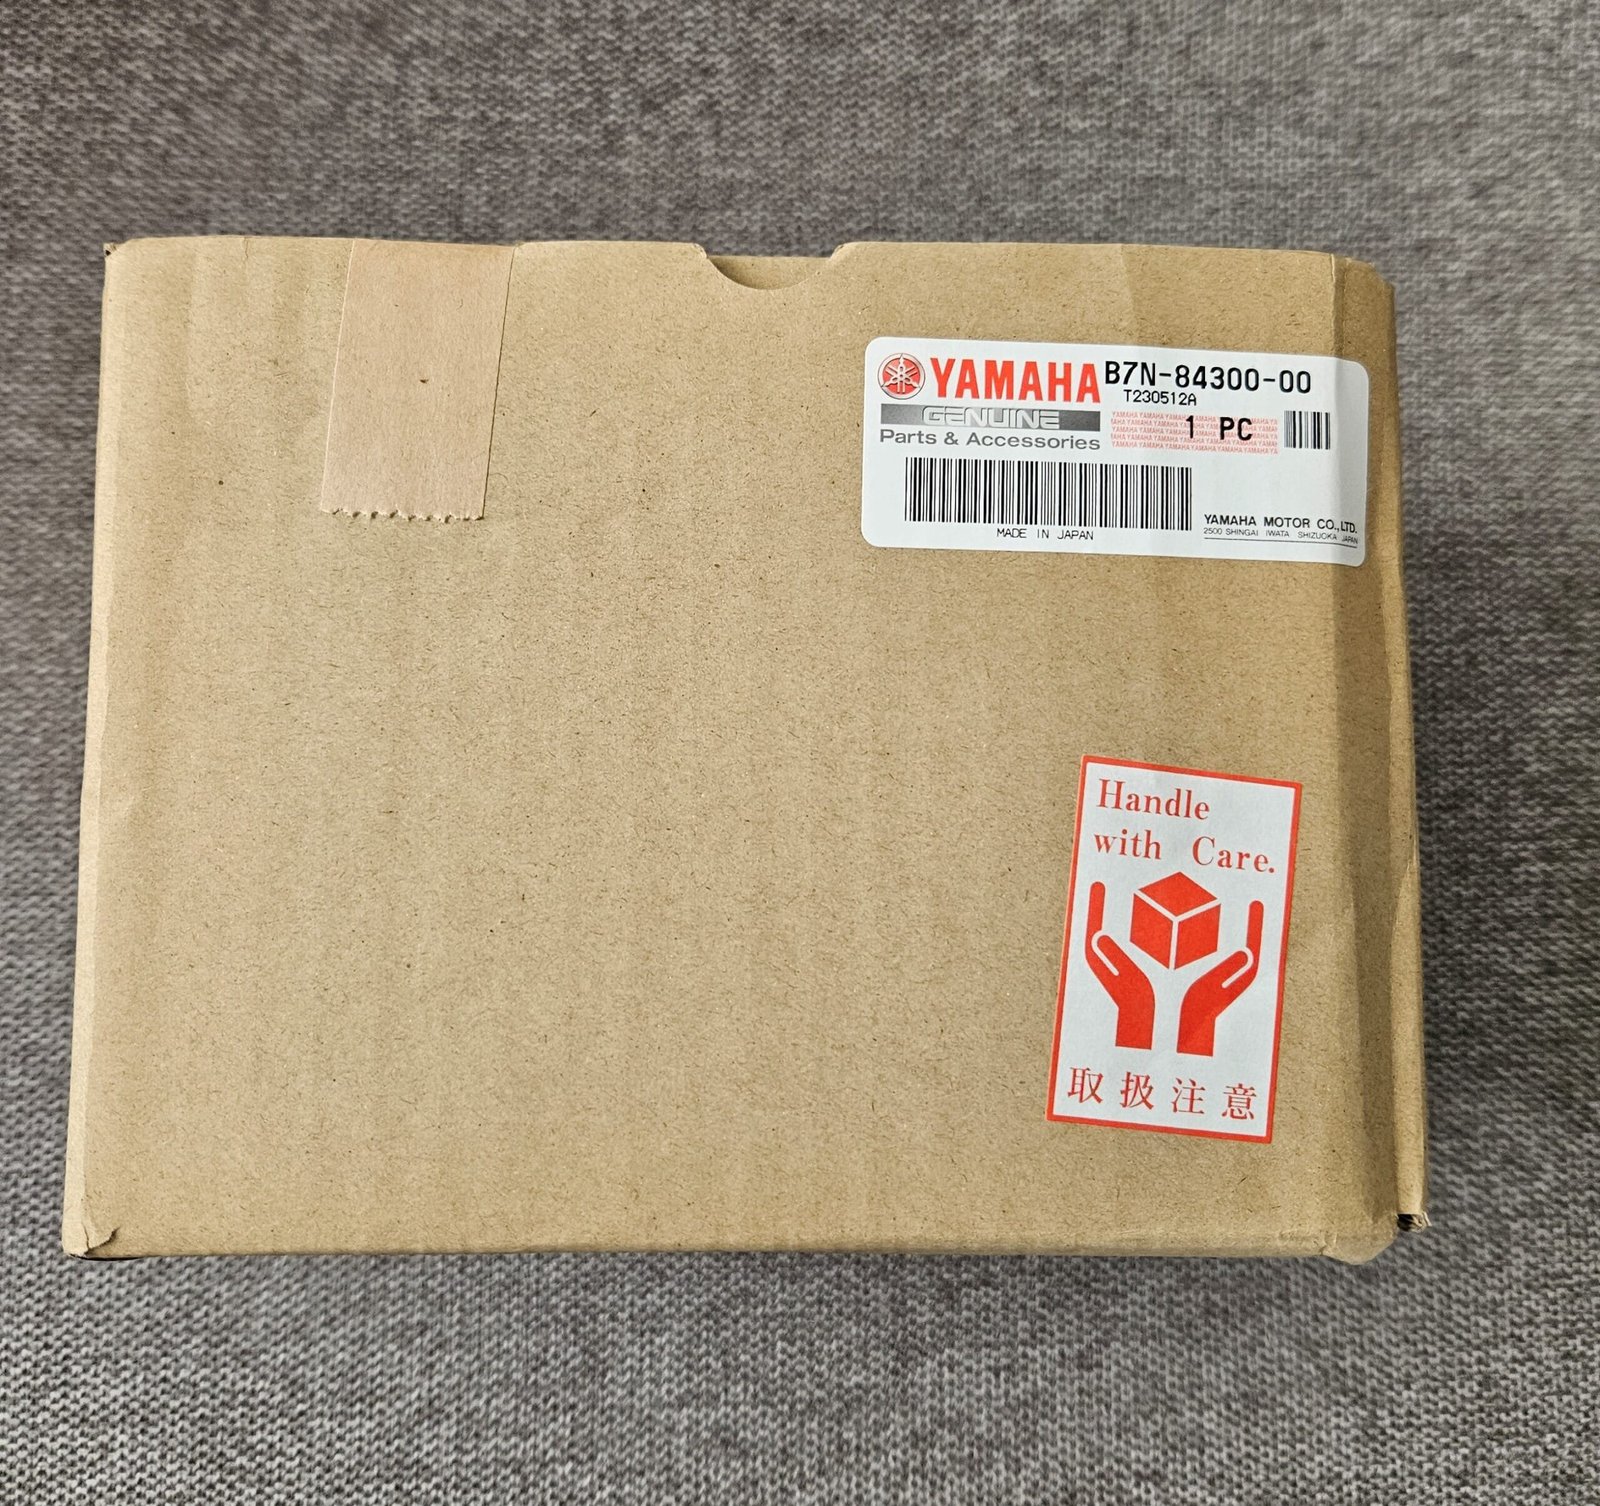 YAMAHA B7N-84300-00
T230512A
GENUINE
1 PC
Parts & Accessories
MADE IN JAPAN
YAMAHA MOTOR CO.,LTD.
2500 SHINGAI IWATA SHIZUOKA JAPAN
Handle
with Care.
取扱注意